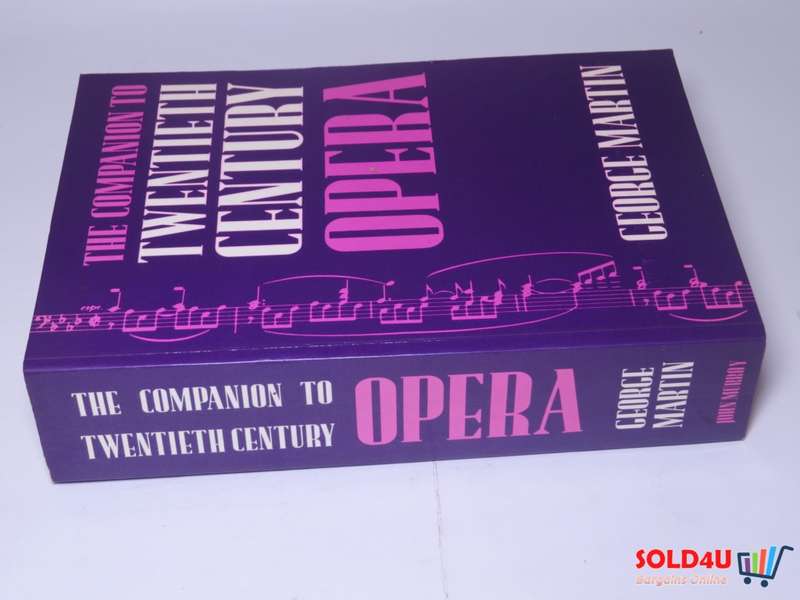 THE COMPANION TO
TWENTIETH
CENTURY
OPERA
GEORGE MARTIN
THE COMPANION TO
TWENTIETH CENTURY
OPERA
GEORGE
MARTIN
JOHN MURRAY
SOLD4U
Bargains Online